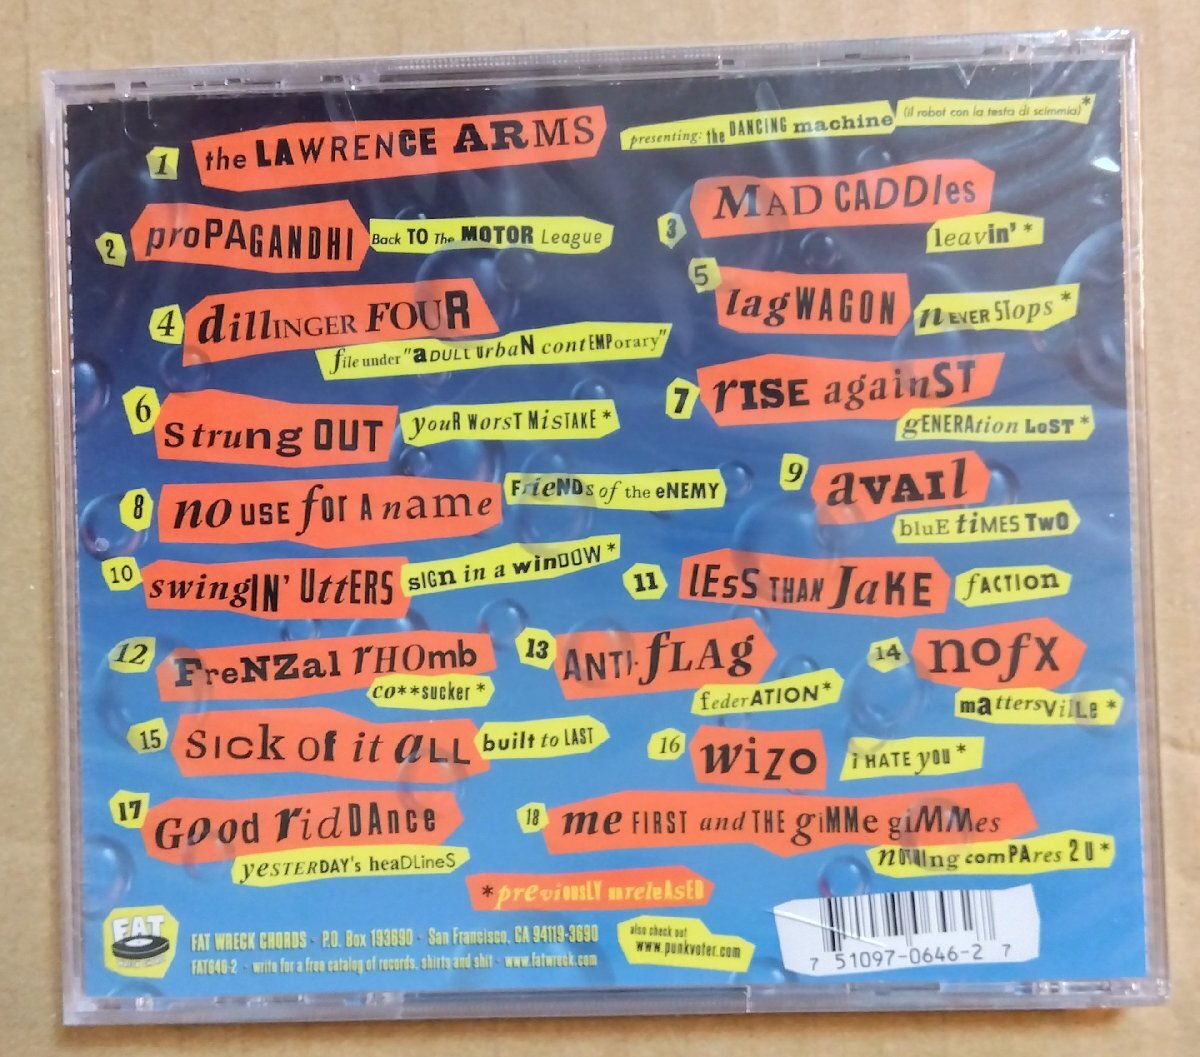 1 the LAWRENCE ARMS presenting: the DANCING machine (il robot con la testa di scimmia)*
2 proPAGANDHI Back TO The MOTOR League
3 MAD CADDIes leavin' *
4 dillINGER FOUR file under "aDULt urbaN contEMPorary"
5 lagWAGON nEVER STops *
6 Strung OUT youR WorsT MisTAKE *
7 rISE againST gENERAtion LoST *
8 no USE for A name FrieNDs of the eNEMY
9 aVAIl bluE tiMES TwO
10 swingIN' UttERS sIGn in a winDOW *
11 lEsS THAN JaKE fACTION
12 FreNZal rHOmb co**sucker *
13 ANTI-fLAg federATION *
14 nofx mattersviLLe *
15 SIck of it aLL built to LAST
16 wizo i HATE you *
17 Good ridDAnce yeSTERDAY's heaDLineS
18 me FIRST and THE giMMe giMMes nothing comPAres 2 U *
*previousLY unreleASED
FAT
FAT WRECK CHORDS · P.O. Box 193690 · San Francisco, CA 94119-3690
FAT646-2 · write for a free catalog of records, shirts and shit · www.fatwreck.com
also check out
www.punkvoter.com
7 51097-0646-2 7